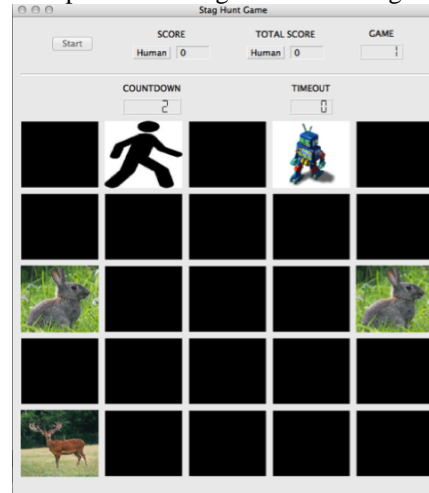 Stag Hunt Game
Start
SCORE
Human 0
TOTAL SCORE
Human 0
GAME
1
COUNTDOWN
2
TIMEOUT
0